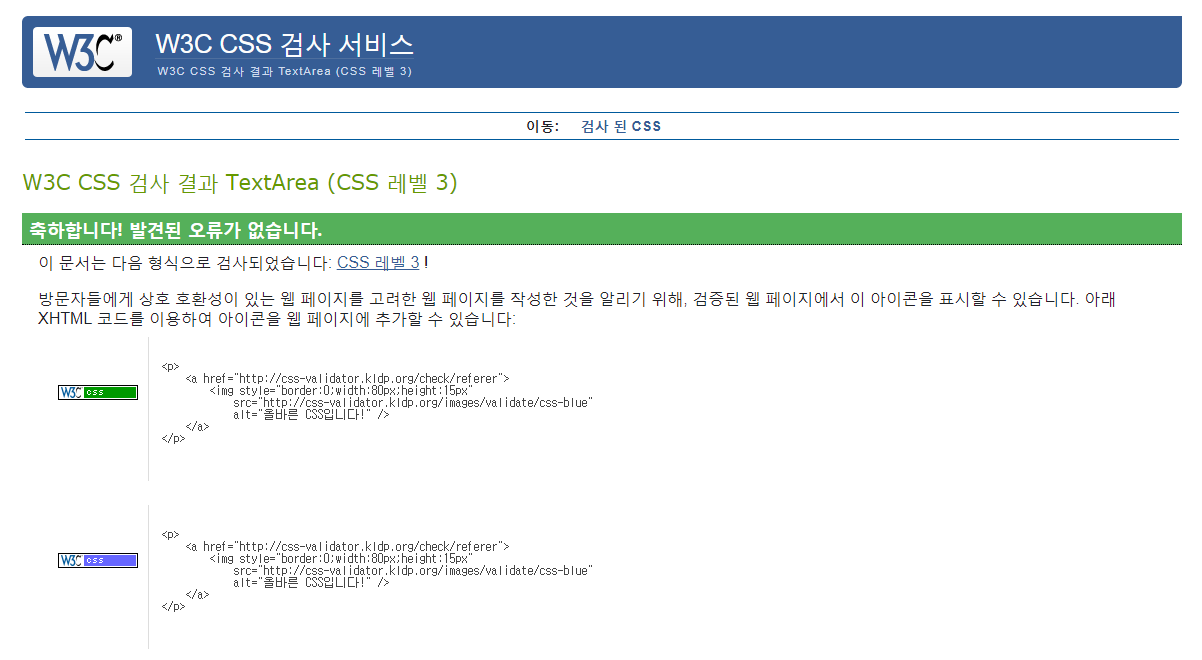 W3C® W3C CSS 검사 서비스
W3C CSS 검사 결과 TextArea (CSS 레벨 3)
이동: 검사 된 CSS
W3C CSS 검사 결과 TextArea (CSS 레벨 3)
축하합니다! 발견된 오류가 없습니다.
이 문서는 다음 형식으로 검사되었습니다: CSS 레벨 3 !
방문자들에게 상호 호환성이 있는 웹 페이지를 고려한 웹 페이지를 작성한 것을 알리기 위해, 검증된 웹 페이지에서 이 아이콘을 표시할 수 있습니다. 아래
XHTML 코드를 이용하여 아이콘을 웹 페이지에 추가할 수 있습니다:
W3C css
<p>
<a href="http://css-validator.kldp.org/check/referer">
<img style="border:0;width:80px;height:15px"
src="http://css-validator.kldp.org/images/validate/css-blue"
alt="올바른 CSS입니다!" />
</a>
</p>
W3C css
<p>
<a href="http://css-validator.kldp.org/check/referer">
<img style="border:0;width:80px;height:15px"
src="http://css-validator.kldp.org/images/validate/css-blue"
alt="올바른 CSS입니다!" />
</a>
</p>